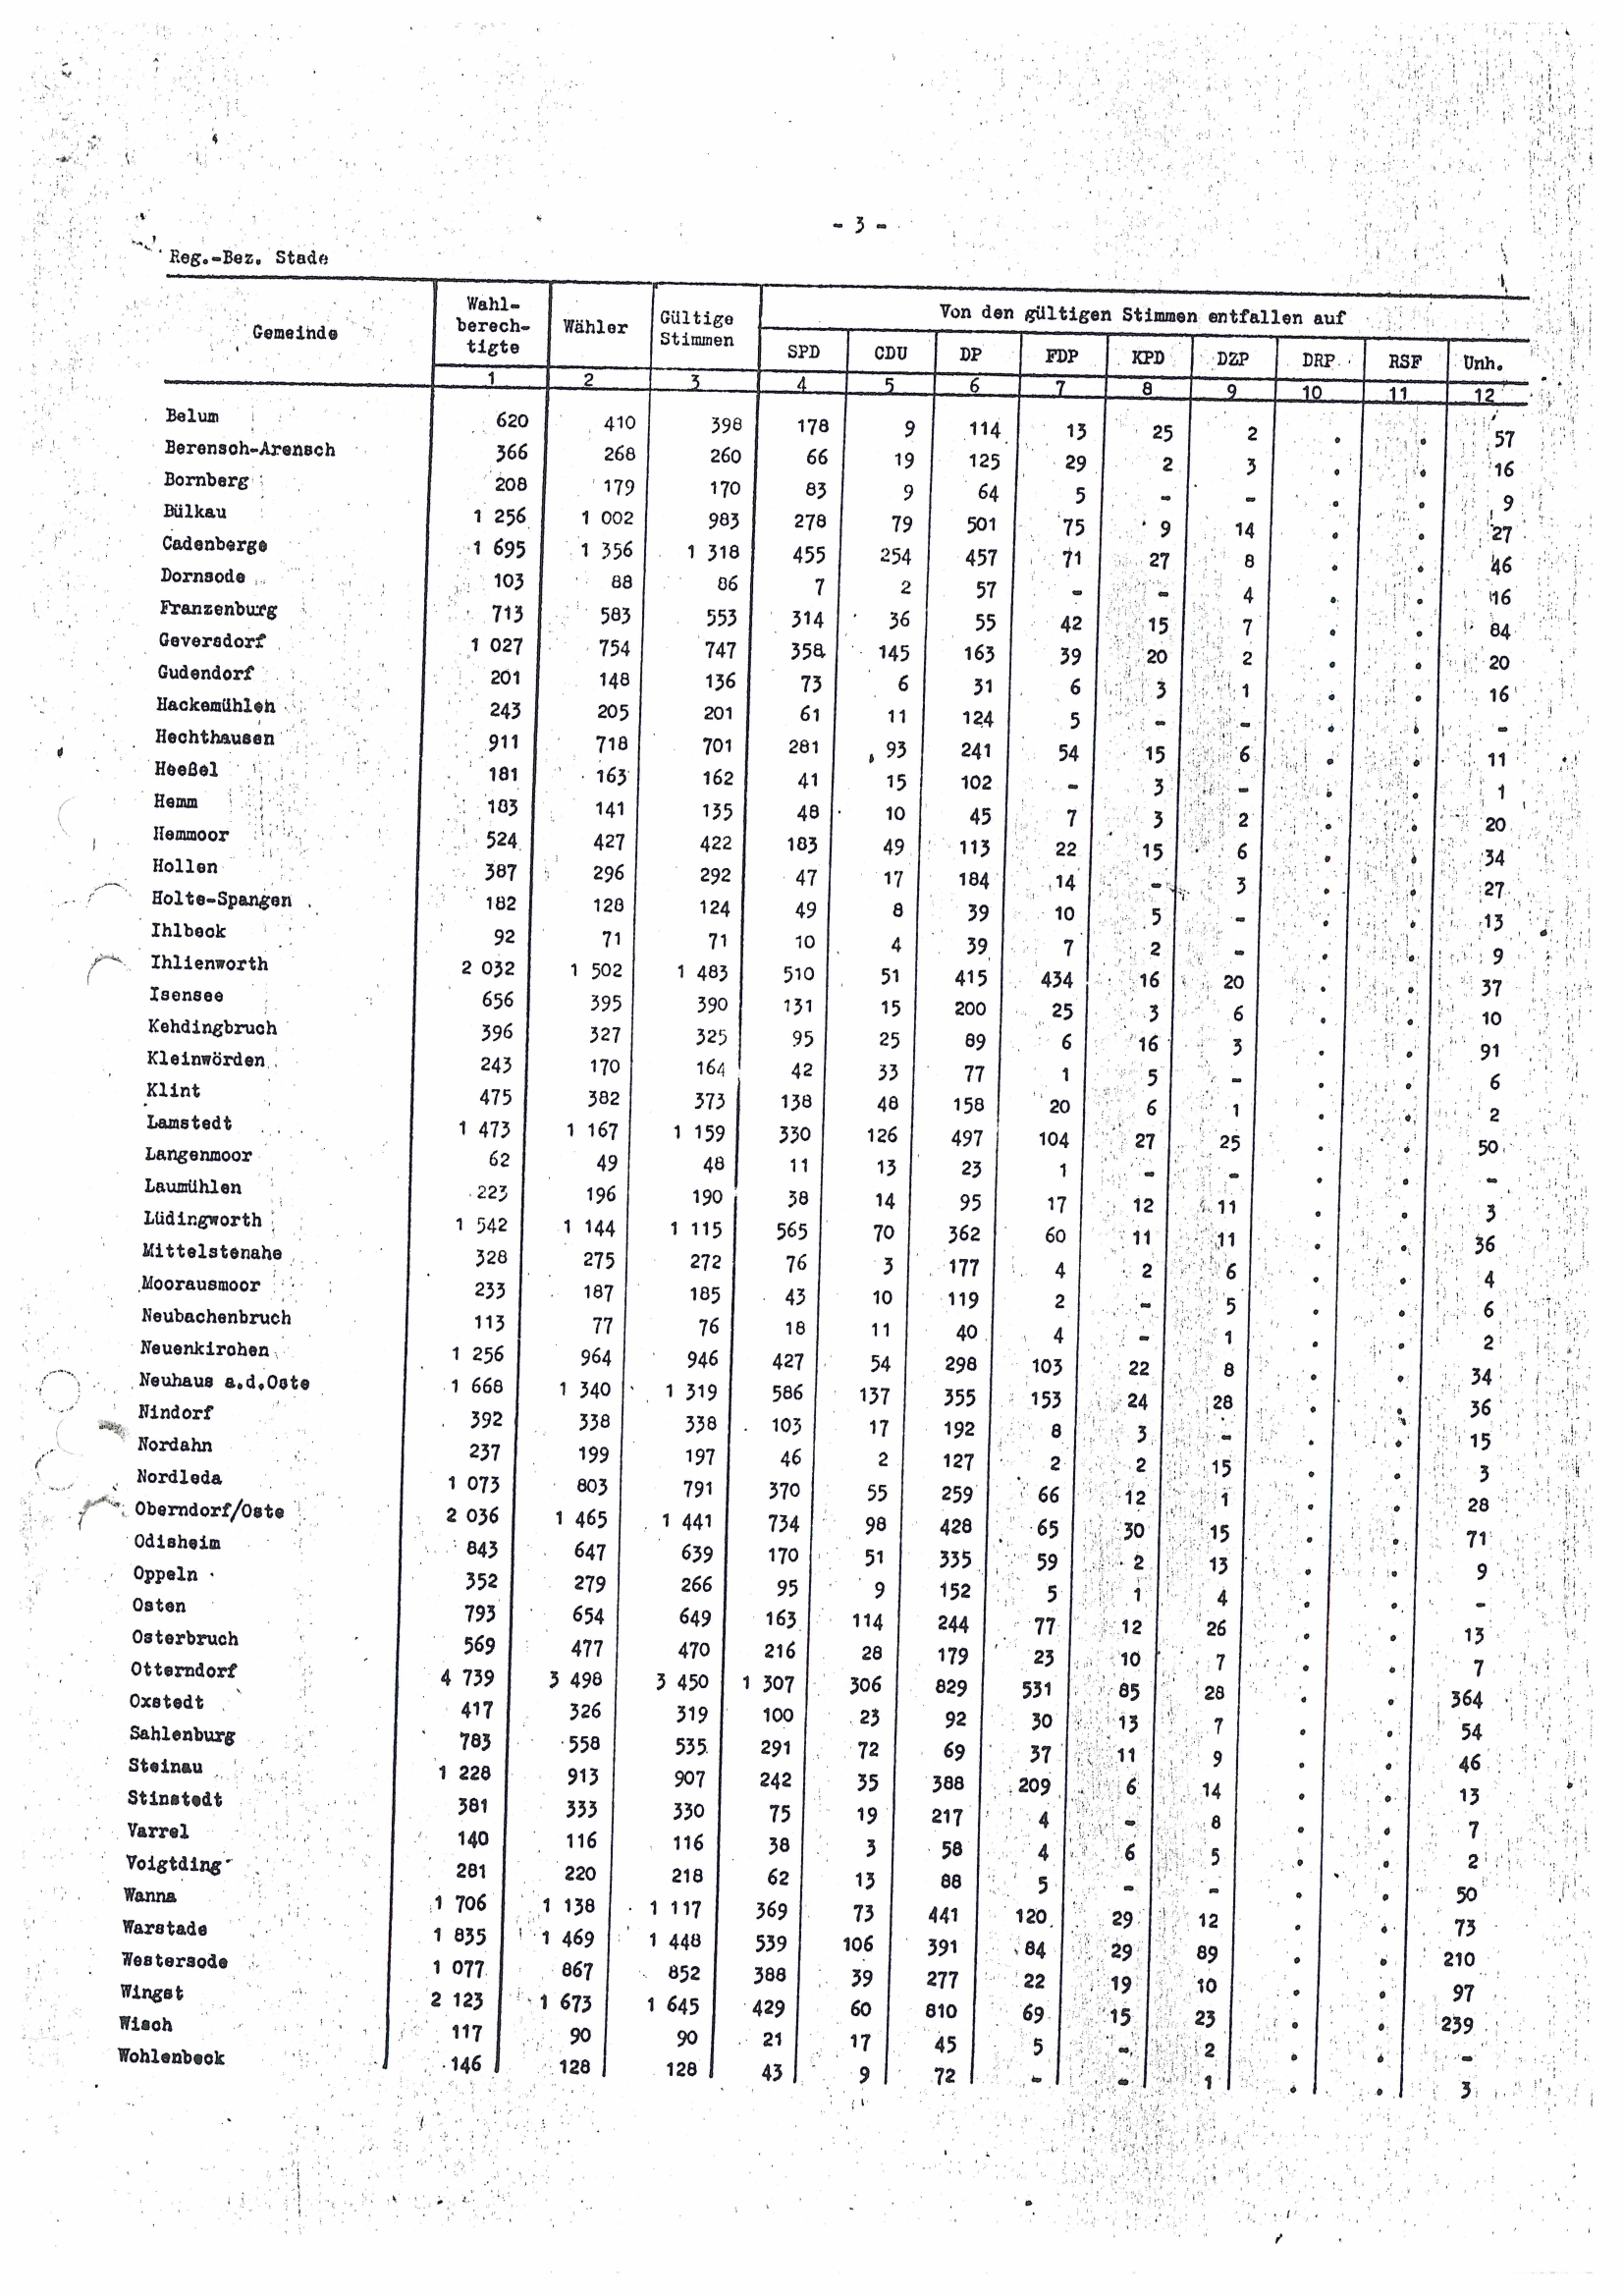 - 3 -
Reg.-Bez. Stade
Gemeinde | Wahl-berech-tigte | Wähler | Gültige Stimmen | Von den gültigen Stimmen entfallen auf
SPD | CDU | DP | FDP | KPD | DZP | DRP | RSF | Unh.
1 | 2 | 3 | 4 | 5 | 6 | 7 | 8 | 9 | 10 | 11 | 12
Belum 620 410 398 178 9 114 13 25 2 . . 57
Berensch-Arensch 366 268 260 66 19 125 29 2 3 . . 16
Bornberg 208 179 170 83 9 64 5 - - . . 9
Bülkau 1 256 1 002 983 278 79 501 75 9 14 . . 27
Cadenberge 1 695 1 356 1 318 455 254 457 71 27 8 . . 46
Dornsode 103 88 86 7 2 57 - - 4 . . 16
Franzenburg 713 583 553 314 36 55 42 15 7 . . 84
Geversdorf 1 027 754 747 358 145 163 39 20 2 . . 20
Gudendorf 201 148 136 73 6 31 6 3 1 . . 16
Hackemühlen 243 205 201 61 11 124 5 - - . . -
Hechthausen 911 718 701 281 93 241 54 15 6 . . 11
Heeßel 181 163 162 41 15 102 - 3 - . . 1
Hemm 183 141 135 48 10 45 7 3 2 . . 20
Hemmoor 524 427 422 183 49 113 22 15 6 . . 34
Hollen 387 296 292 47 17 184 14 - 3 . . 27
Holte-Spangen 182 128 124 49 8 39 10 5 - . . 13
Ihlbeck 92 71 71 10 4 39 7 2 - . . 9
Ihlienworth 2 032 1 502 1 483 510 51 415 434 16 20 . . 37
Isensee 656 395 390 131 15 200 25 3 6 . . 10
Kehdingbruch 396 327 325 95 25 89 6 16 3 . . 91
Kleinwörden 243 170 164 42 33 77 1 5 - . . 6
Klint 475 382 373 138 48 158 20 6 1 . . 2
Lamstedt 1 473 1 167 1 159 330 126 497 104 27 25 . . 50
Langenmoor 62 49 48 11 13 23 1 - - . . -
Laumühlen 223 196 190 38 14 95 17 12 11 . . 3
Lüdingworth 1 542 1 144 1 115 565 70 362 60 11 11 . . 36
Mittelstenahe 328 275 272 76 3 177 4 2 6 . . 4
Moorausmoor 233 187 185 43 10 119 2 - 5 . . 6
Neubachenbruch 113 77 76 18 11 40 4 - 1 . . 2
Neuenkirchen 1 256 964 946 427 54 298 103 22 8 . . 34
Neuhaus a.d.Oste 1 668 1 340 1 319 586 137 355 153 24 28 . . 36
Nindorf 392 338 338 103 17 192 8 3 - . . 15
Nordahn 237 199 197 46 2 127 2 2 15 . . 3
Nordleda 1 073 803 791 370 55 259 66 12 1 . . 28
Oberndorf/Oste 2 036 1 465 1 441 734 98 428 65 30 15 . . 71
Odisheim 843 647 639 170 51 335 59 2 13 . . 9
Oppeln 352 279 266 95 9 152 5 1 4 . . -
Osten 793 654 649 163 114 244 77 12 26 . . 13
Osterbruch 569 477 470 216 28 179 23 10 7 . . 7
Otterndorf 4 739 3 498 3 450 1 307 306 829 531 85 28 . . 364
Oxstedt 417 326 319 100 23 92 30 13 7 . . 54
Sahlenburg 783 558 535 291 72 69 37 11 9 . . 46
Steinau 1 228 913 907 242 35 388 209 6 14 . . 13
Stinstedt 381 333 330 75 19 217 4 - 8 . . 7
Varrel 140 116 116 38 3 58 4 6 5 . . 2
Voigtding 281 220 218 62 13 88 5 - - . . 50
Wanna 1 706 1 138 1 117 369 73 441 120 29 12 . . 73
Warstade 1 835 1 469 1 448 539 106 391 84 29 89 . . 210
Westersode 1 077 867 852 388 39 277 22 19 10 . . 97
Wingst 2 123 1 673 1 645 429 60 810 69 15 23 . . 239
Wisch 117 90 90 21 17 45 5 - 2 . . -
Wohlenbeck 146 128 128 43 9 72 - - 1 . . 3